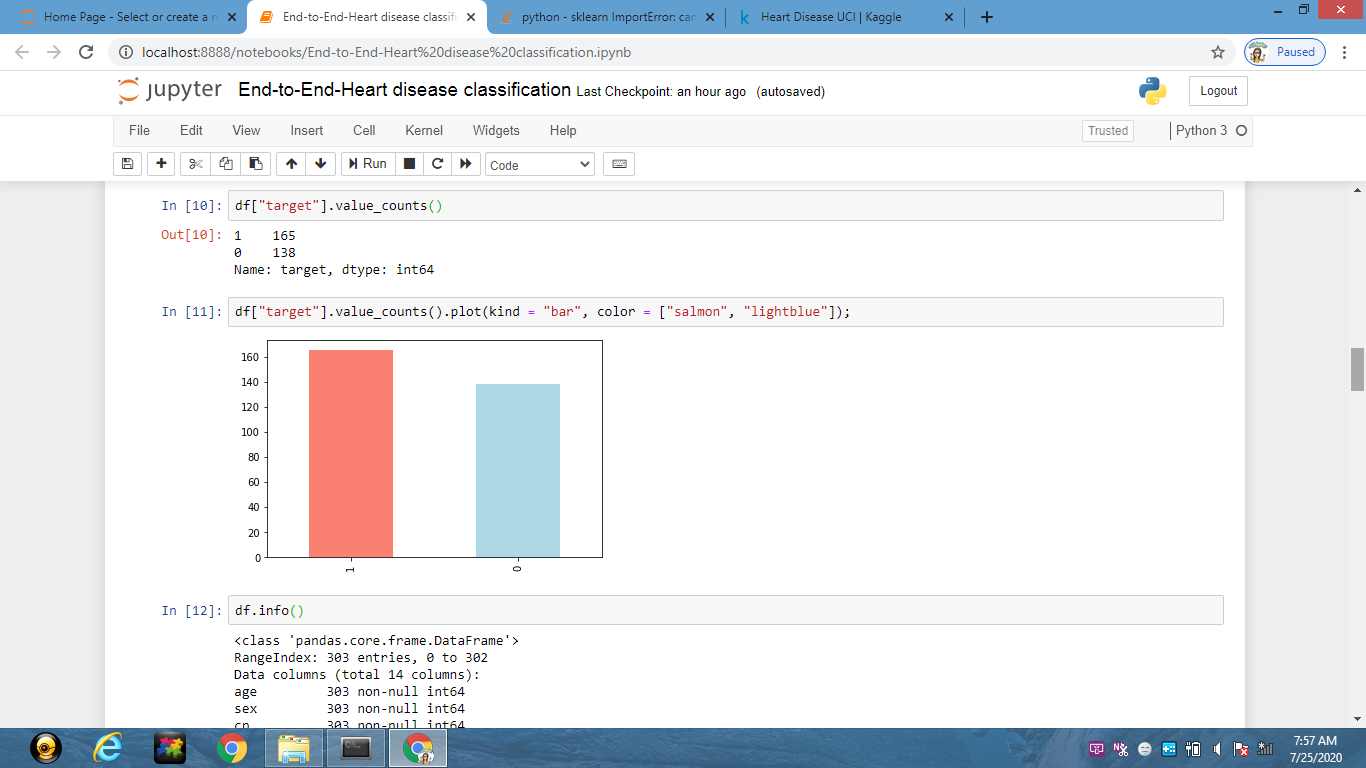 Home Page - Select or create a n
End-to-End-Heart disease classifi
python - sklearn ImportError: can
k Heart Disease UCI | Kaggle
localhost:8888/notebooks/End-to-End-Heart%20disease%20classification.ipynb
Paused
jupyter End-to-End-Heart disease classification Last Checkpoint: an hour ago (autosaved)
Logout
File Edit View Insert Cell Kernel Widgets Help
Trusted
Python 3
Run
Code
In [10]: df["target"].value_counts()
Out[10]: 1 165
0 138
Name: target, dtype: int64
In [11]: df["target"].value_counts().plot(kind = "bar", color = ["salmon", "lightblue"]);
160
140
120
100
80
60
40
20
0
1 0
In [12]: df.info()
<class 'pandas.core.frame.DataFrame'>
RangeIndex: 303 entries, 0 to 302
Data columns (total 14 columns):
age 303 non-null int64
sex 303 non-null int64
cp 303 non-null int64
7:57 AM
7/25/2020